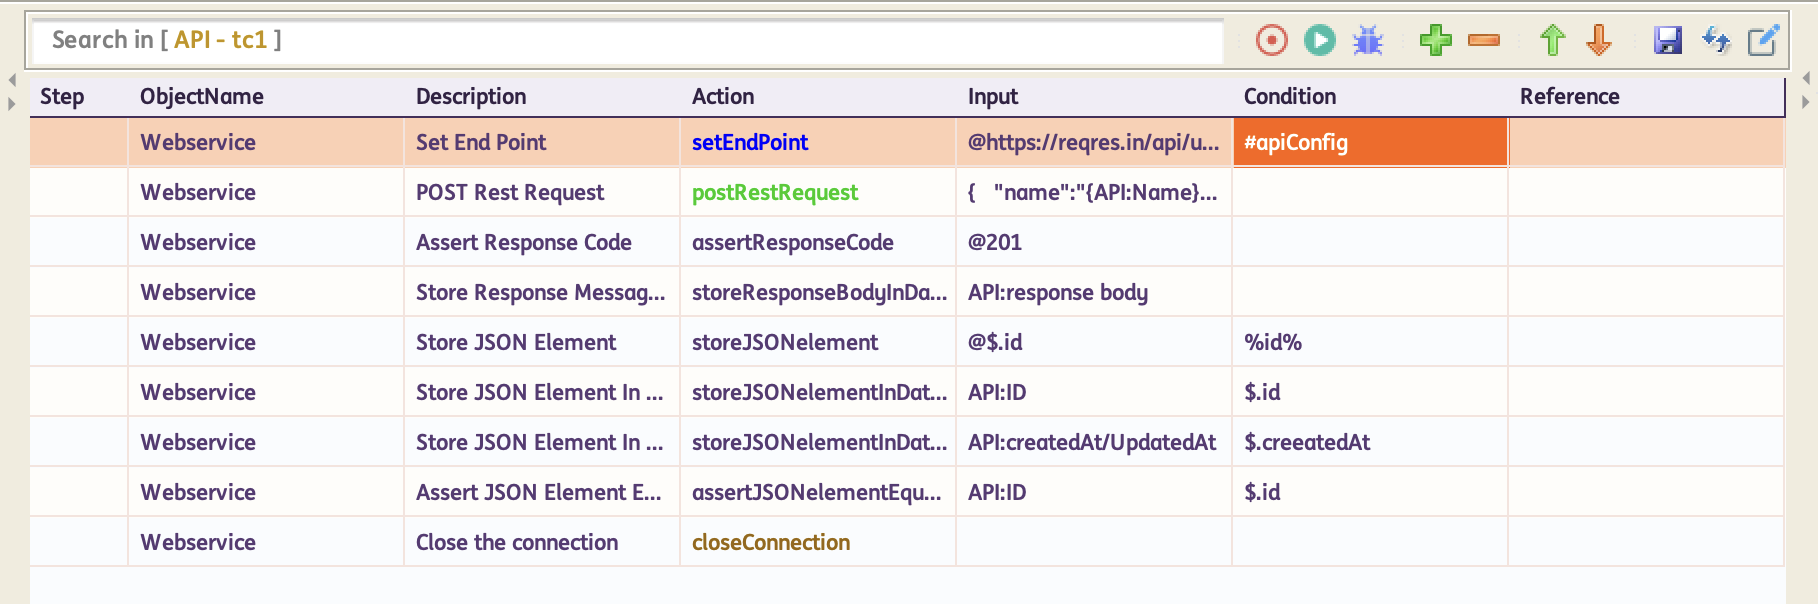 Search in [ API - tc1 ]
Step ObjectName Description Action Input Condition Reference
Webservice Set End Point setEndPoint @https://reqres.in/api/u... #apiConfig
Webservice POST Rest Request postRestRequest { "name":"{API:Name}...
Webservice Assert Response Code assertResponseCode @201
Webservice Store Response Messag... storeResponseBodyInDa... API:response body
Webservice Store JSON Element storeJSONelement @$.id %id%
Webservice Store JSON Element In ... storeJSONelementInDat... API:ID $.id
Webservice Store JSON Element In ... storeJSONelementInDat... API:createdAt/UpdatedAt $.creeatedAt
Webservice Assert JSON Element E... assertJSONelementEqu... API:ID $.id
Webservice Close the connection closeConnection